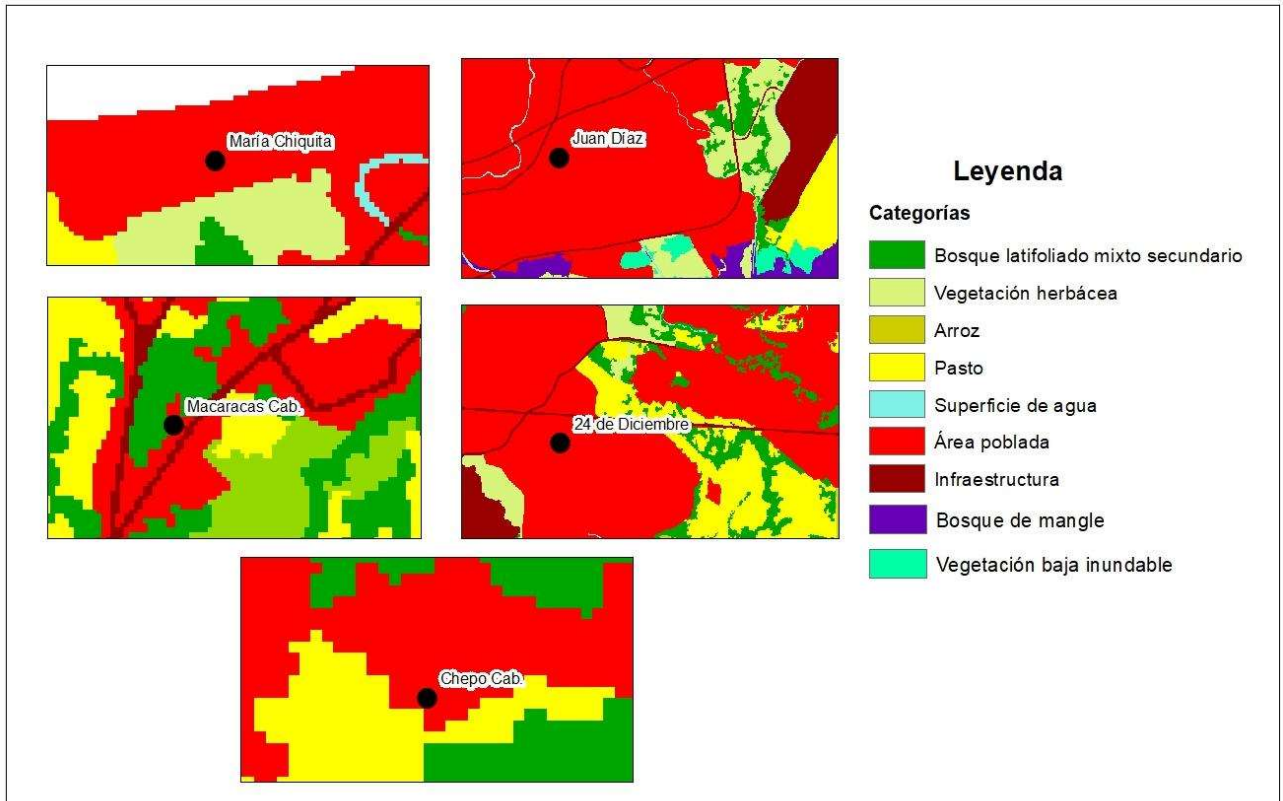 María Chiquita
Juan Díaz
Macaracas Cab.
24 de Diciembre
Chepo Cab.
Leyenda
Categorías
Bosque latifoliado mixto secundario
Vegetación herbácea
Arroz
Pasto
Superficie de agua
Área poblada
Infraestructura
Bosque de mangle
Vegetación baja inundable